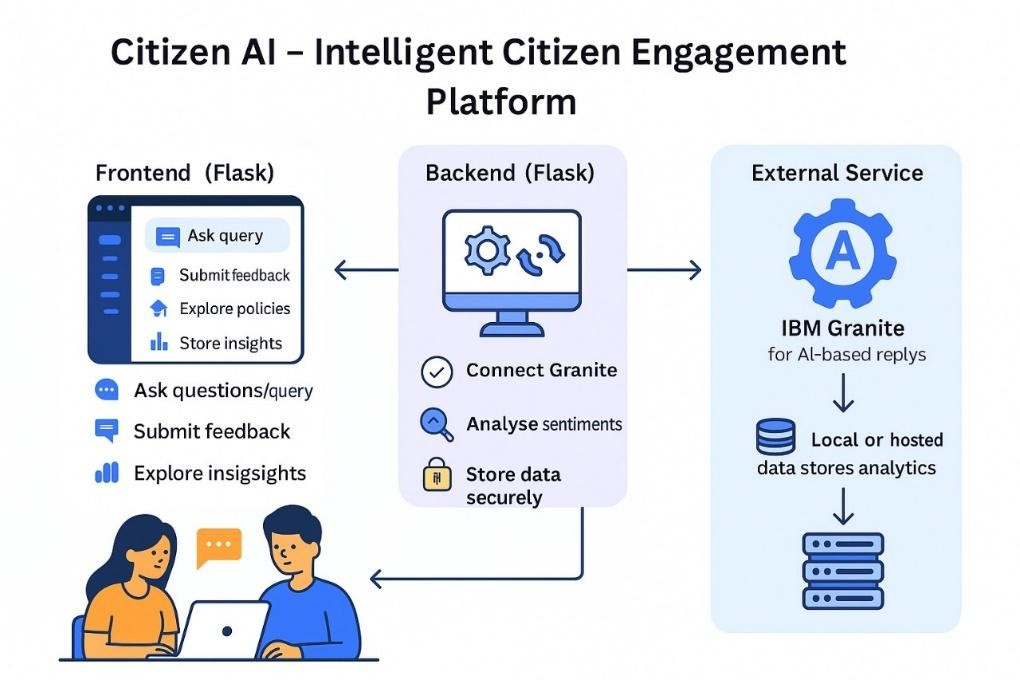 Citizen AI – Intelligent Citizen Engagement
Platform
Frontend (Flask)
Ask query
Submit feedback
Explore policies
Store insights
Ask questions/query
Submit feedback
Explore insigsights
Backend (Flask)
Connect Granite
Analyse sentiments
Store data
securely
External Service
A
IBM Granite
for AI-based replys
Local or hosted
data stores analytics